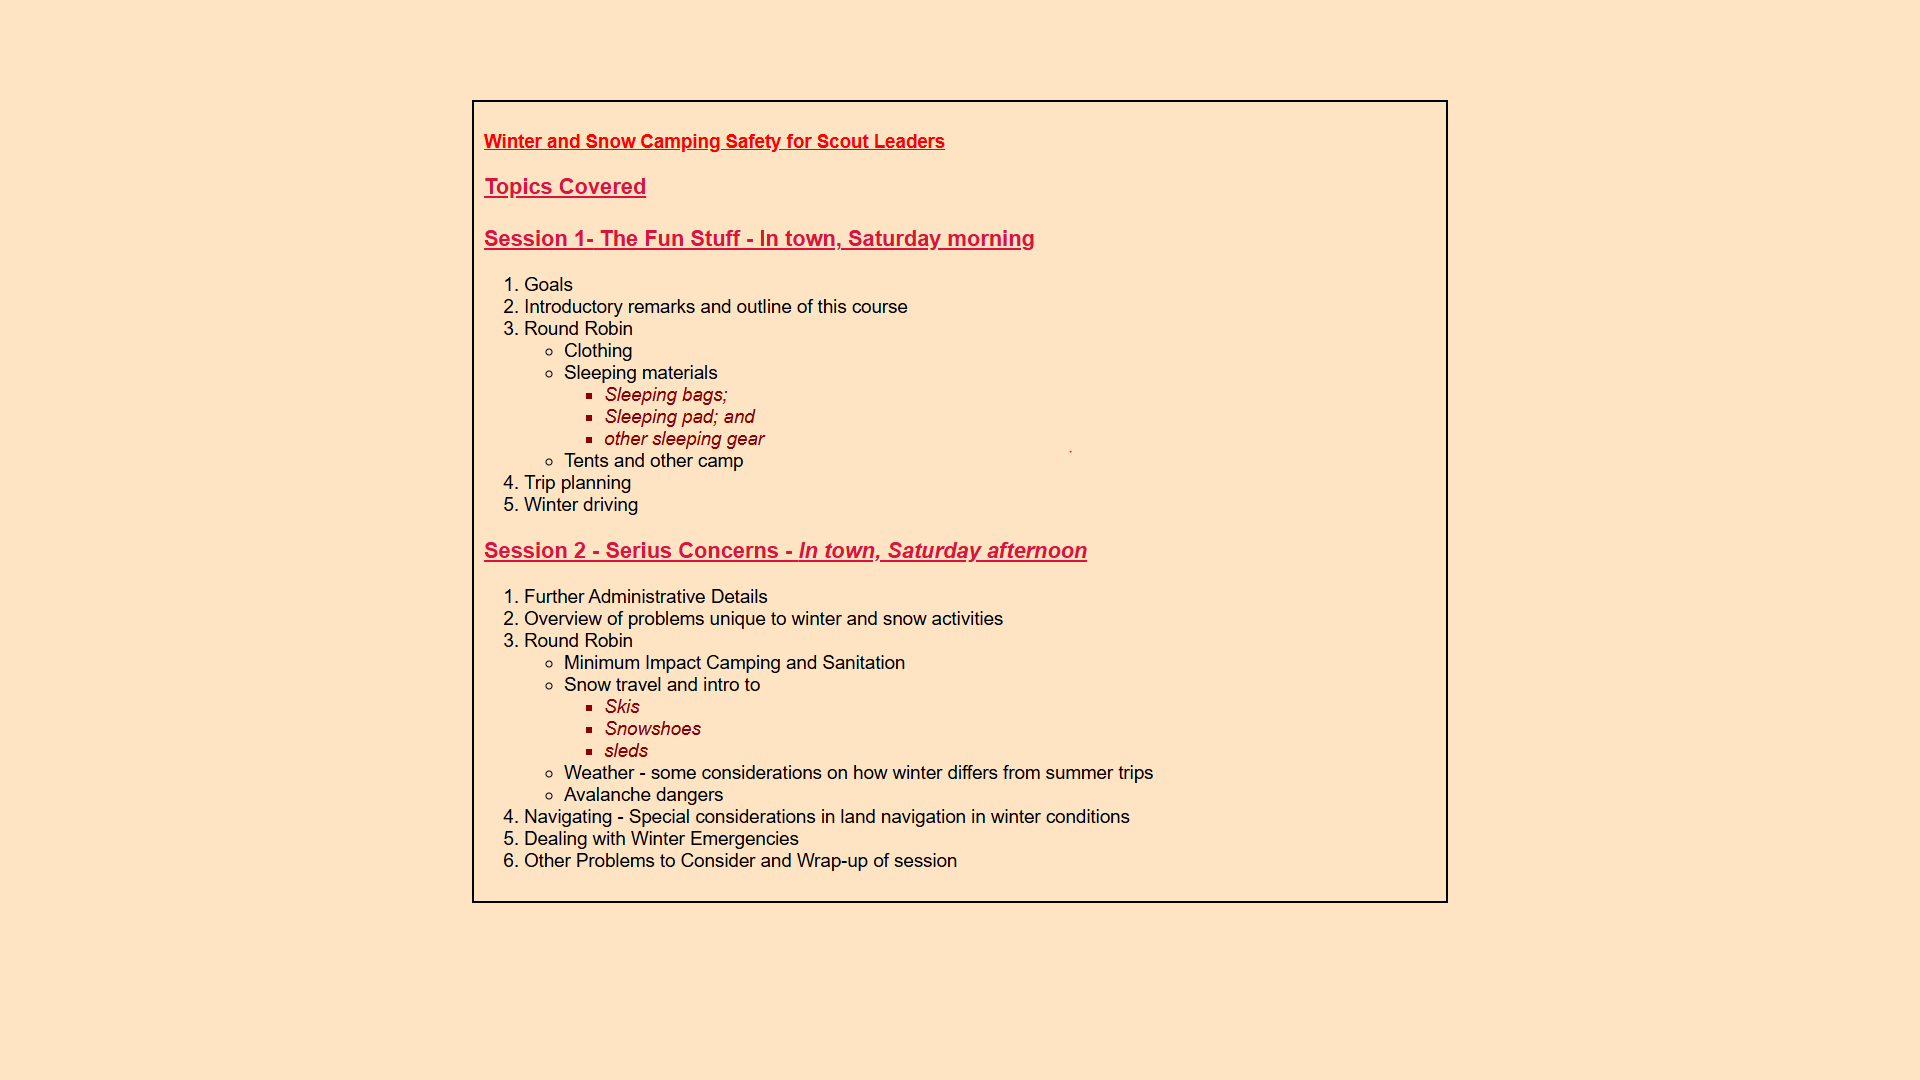 Winter and Snow Camping Safety for Scout Leaders
Topics Covered
Session 1- The Fun Stuff - In town, Saturday morning
1. Goals
2. Introductory remarks and outline of this course
3. Round Robin
Clothing
Sleeping materials
Sleeping bags;
Sleeping pad; and
other sleeping gear
Tents and other camp
4. Trip planning
5. Winter driving
Session 2 - Serius Concerns - In town, Saturday afternoon
1. Further Administrative Details
2. Overview of problems unique to winter and snow activities
3. Round Robin
Minimum Impact Camping and Sanitation
Snow travel and intro to
Skis
Snowshoes
sleds
Weather - some considerations on how winter differs from summer trips
Avalanche dangers
4. Navigating - Special considerations in land navigation in winter conditions
5. Dealing with Winter Emergencies
6. Other Problems to Consider and Wrap-up of session